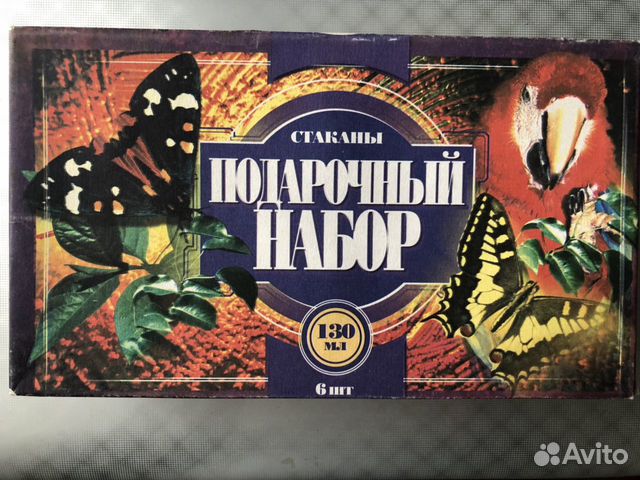 СТАКАНЫ
ПОДАРОЧНЫЙ
НАБОР
130
МЛ
6 шт
Avito